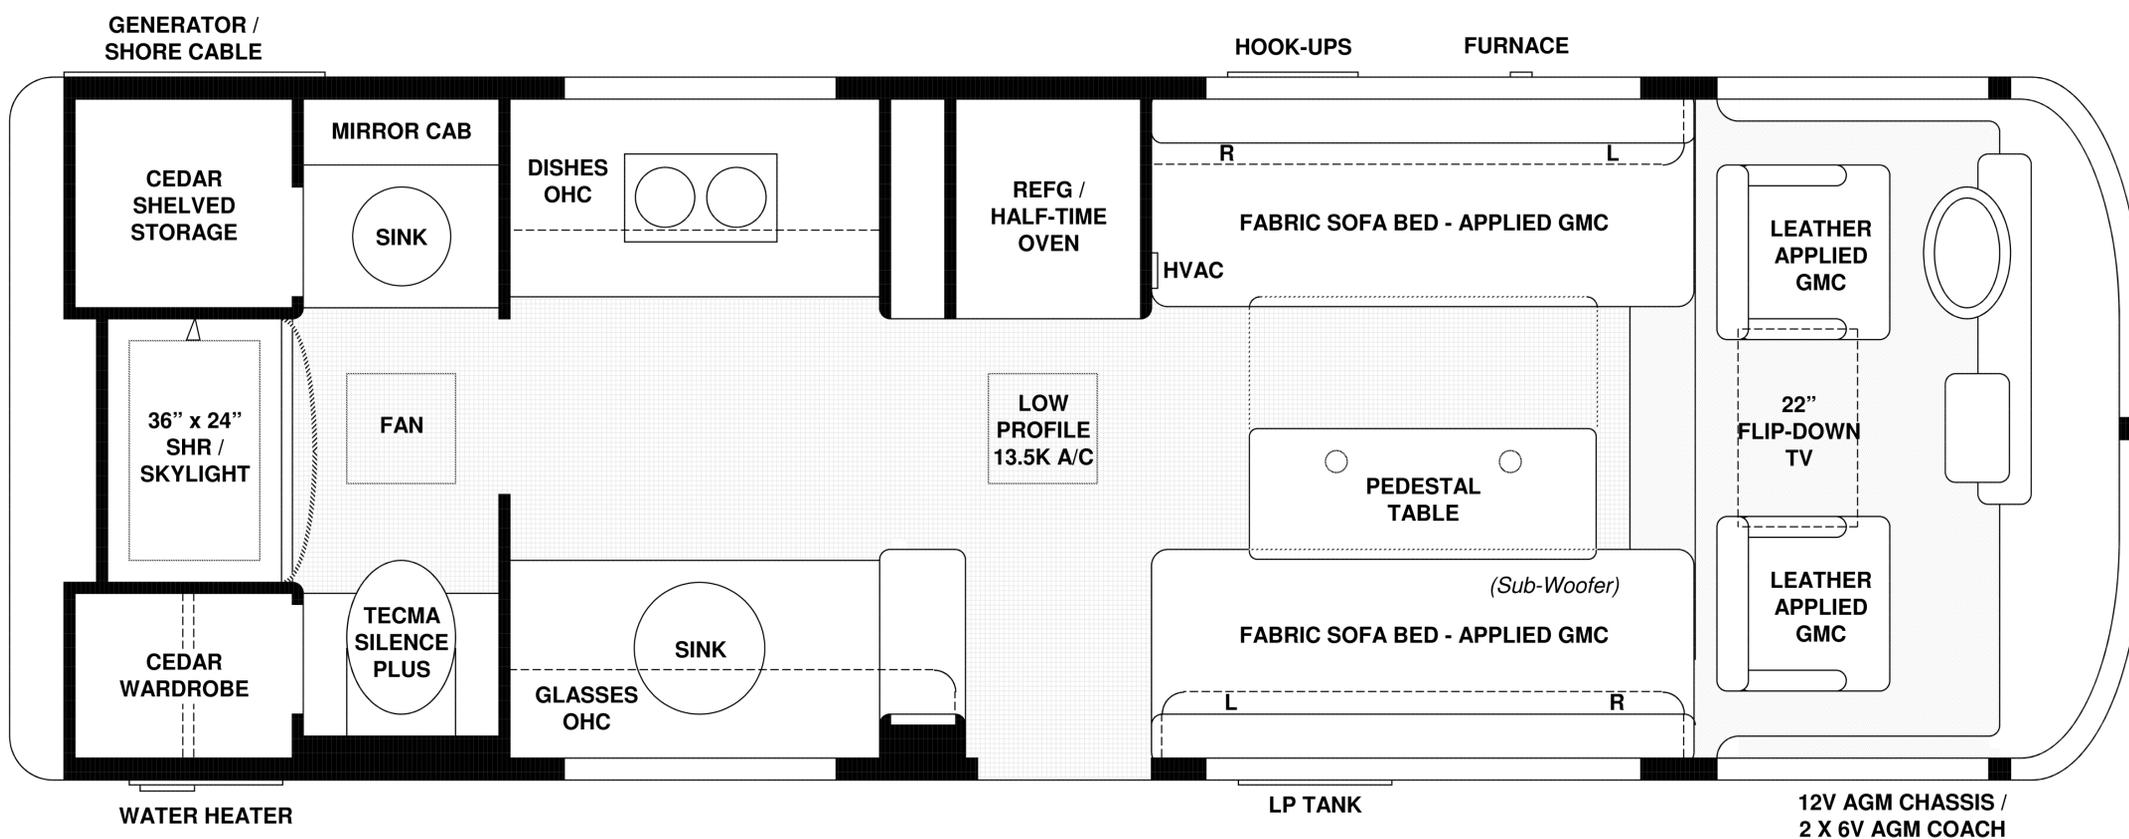 GENERATOR /
SHORE CABLE
HOOK-UPS
FURNACE
MIRROR CAB
CEDAR
SHELVED
STORAGE
SINK
DISHES
OHC
REFG /
HALF-TIME
OVEN
R
L
FABRIC SOFA BED - APPLIED GMC
HVAC
LEATHER
APPLIED
GMC
36” x 24”
SHR /
SKYLIGHT
FAN
LOW
PROFILE
13.5K A/C
PEDESTAL
TABLE
22”
FLIP-DOWN
TV
CEDAR
WARDROBE
TECMA
SILENCE
PLUS
SINK
GLASSES
OHC
(Sub-Woofer)
FABRIC SOFA BED - APPLIED GMC
L
R
LEATHER
APPLIED
GMC
WATER HEATER
LP TANK
12V AGM CHASSIS /
2 X 6V AGM COACH